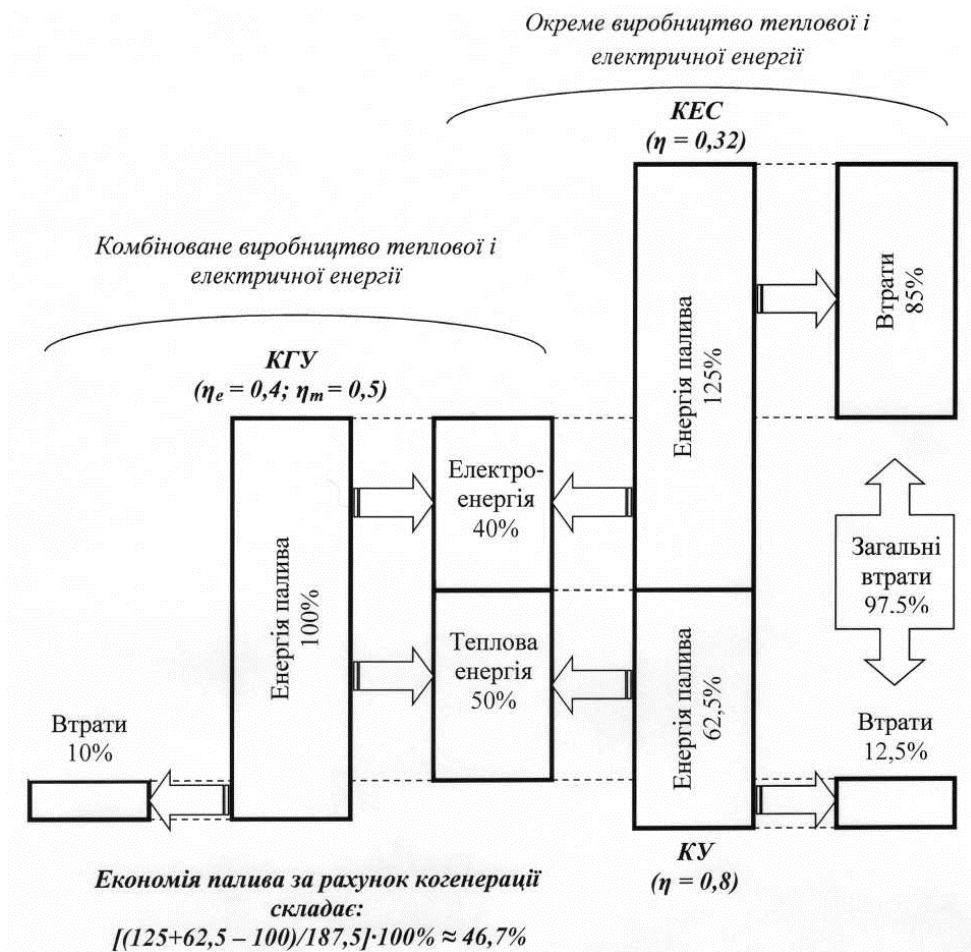 Окреме виробництво теплової і
електричної енергії
КЕС
(η = 0,32)
Комбіноване виробництво теплової і
електричної енергії
КГУ
(ηe = 0,4; ηт = 0,5)
Енергія палива
100%
Електро-
енергія
40%
Теплова
енергія
50%
Енергія палива
125%
Енергія палива
62,5%
Втрати
85%
Загальні
втрати
97.5%
Втрати
10%
Втрати
12,5%
КУ
(η = 0,8)
Економія палива за рахунок когенерації
складає:
[(125+62,5 – 100)/187,5]·100% ≈ 46,7%